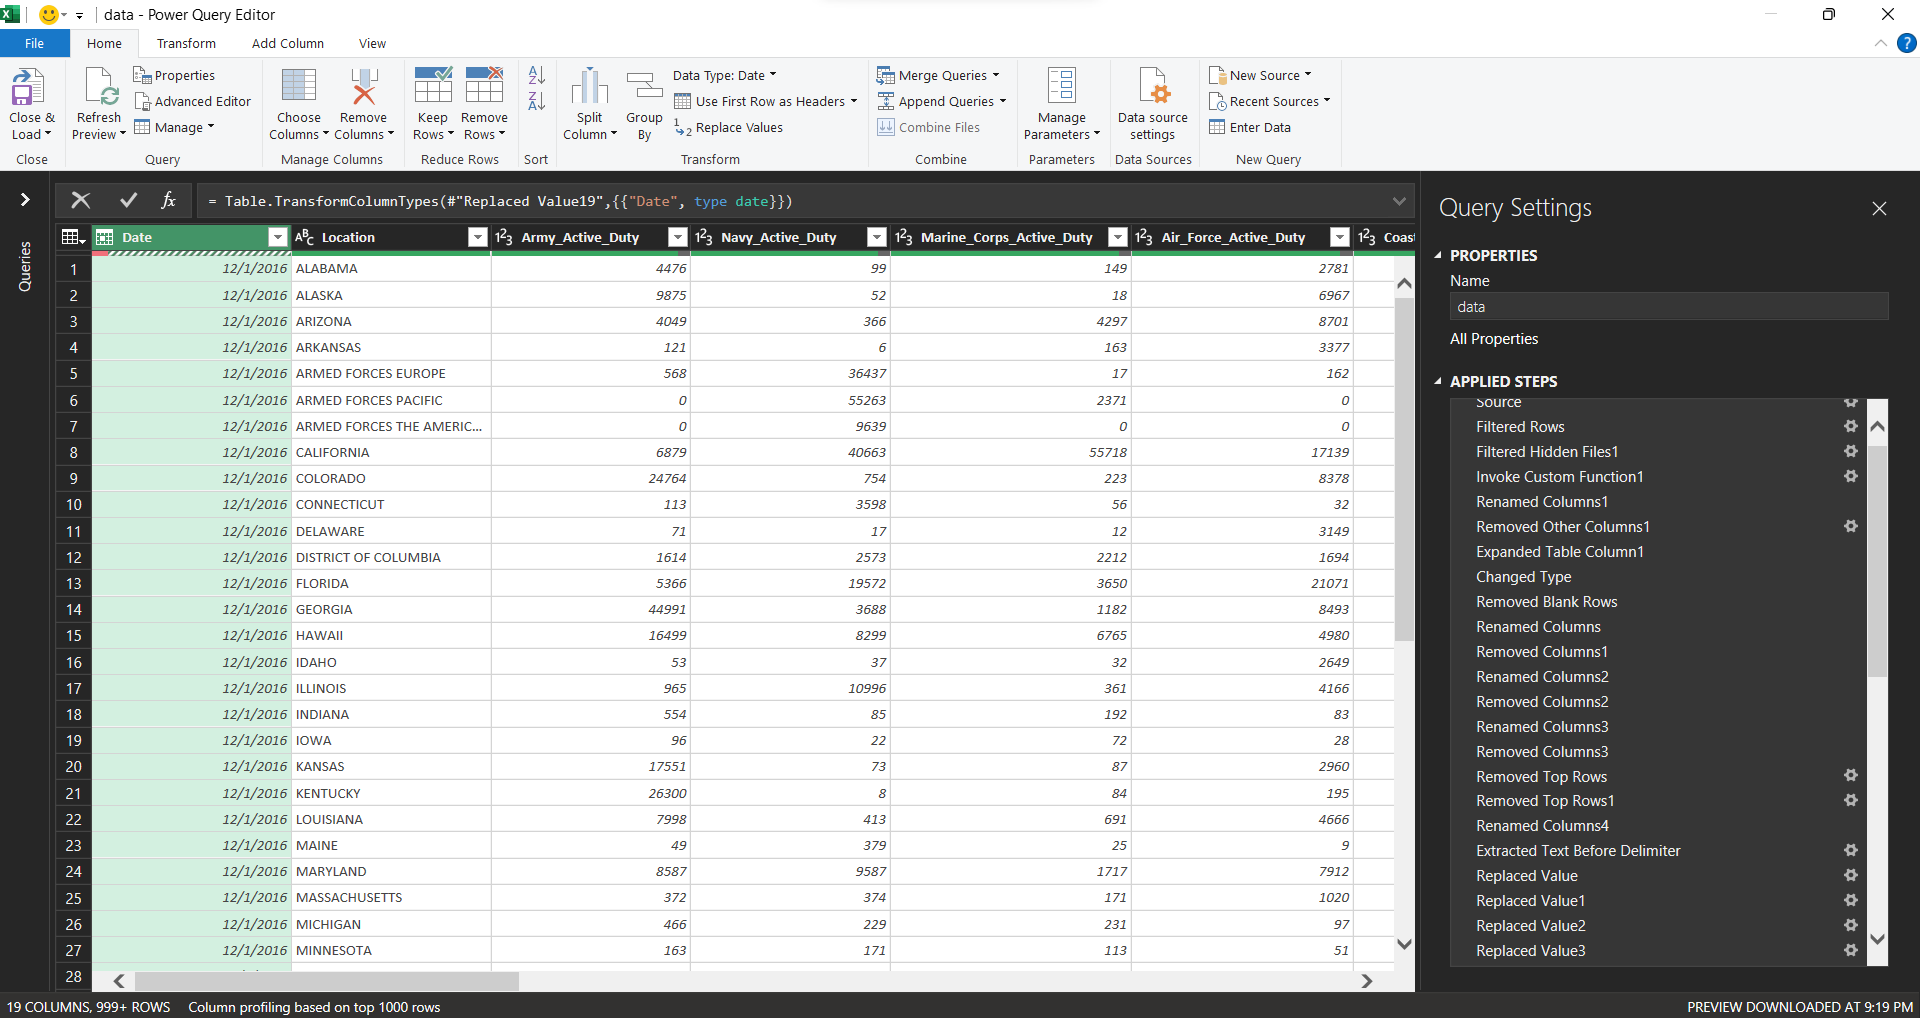 data - Power Query Editor
File Home Transform Add Column View
Close & Load
Close
Refresh Preview
Properties
Advanced Editor
Manage
Query
Choose Columns
Remove Columns
Manage Columns
Keep Rows
Remove Rows
Reduce Rows
A Z
Z A
Sort
Split Column
Group By
Data Type: Date
Use First Row as Headers
Replace Values
Transform
Merge Queries
Append Queries
Combine Files
Combine
Manage Parameters
Parameters
Data source settings
Data Sources
New Source
Recent Sources
Enter Data
New Query
Queries
fx = Table.TransformColumnTypes(#"Replaced Value19",{{"Date", type date}})
Date ABC Location 123 Army_Active_Duty 123 Navy_Active_Duty 123 Marine_Corps_Active_Duty 123 Air_Force_Active_Duty 123 Coast
1 12/1/2016 ALABAMA 4476 99 149 2781
2 12/1/2016 ALASKA 9875 52 18 6967
3 12/1/2016 ARIZONA 4049 366 4297 8701
4 12/1/2016 ARKANSAS 121 6 163 3377
5 12/1/2016 ARMED FORCES EUROPE 568 36437 17 162
6 12/1/2016 ARMED FORCES PACIFIC 0 55263 2371 0
7 12/1/2016 ARMED FORCES THE AMERIC... 0 9639 0 0
8 12/1/2016 CALIFORNIA 6879 40663 55718 17139
9 12/1/2016 COLORADO 24764 754 223 8378
10 12/1/2016 CONNECTICUT 113 3598 56 32
11 12/1/2016 DELAWARE 71 17 12 3149
12 12/1/2016 DISTRICT OF COLUMBIA 1614 2573 2212 1694
13 12/1/2016 FLORIDA 5366 19572 3650 21071
14 12/1/2016 GEORGIA 44991 3688 1182 8493
15 12/1/2016 HAWAII 16499 8299 6765 4980
16 12/1/2016 IDAHO 53 37 32 2649
17 12/1/2016 ILLINOIS 965 10996 361 4166
18 12/1/2016 INDIANA 554 85 192 83
19 12/1/2016 IOWA 96 22 72 28
20 12/1/2016 KANSAS 17551 73 87 2960
21 12/1/2016 KENTUCKY 26300 8 84 195
22 12/1/2016 LOUISIANA 7998 413 691 4666
23 12/1/2016 MAINE 49 379 25 9
24 12/1/2016 MARYLAND 8587 9587 1717 7912
25 12/1/2016 MASSACHUSETTS 372 374 171 1020
26 12/1/2016 MICHIGAN 466 229 231 97
27 12/1/2016 MINNESOTA 163 171 113 51
28
Query Settings
PROPERTIES
Name
data
All Properties
APPLIED STEPS
Source
Filtered Rows
Filtered Hidden Files1
Invoke Custom Function1
Renamed Columns1
Removed Other Columns1
Expanded Table Column1
Changed Type
Removed Blank Rows
Renamed Columns
Removed Columns1
Renamed Columns2
Removed Columns2
Renamed Columns3
Removed Columns3
Removed Top Rows
Removed Top Rows1
Renamed Columns4
Extracted Text Before Delimiter
Replaced Value
Replaced Value1
Replaced Value2
Replaced Value3
19 COLUMNS, 999+ ROWS Column profiling based on top 1000 rows PREVIEW DOWNLOADED AT 9:19 PM